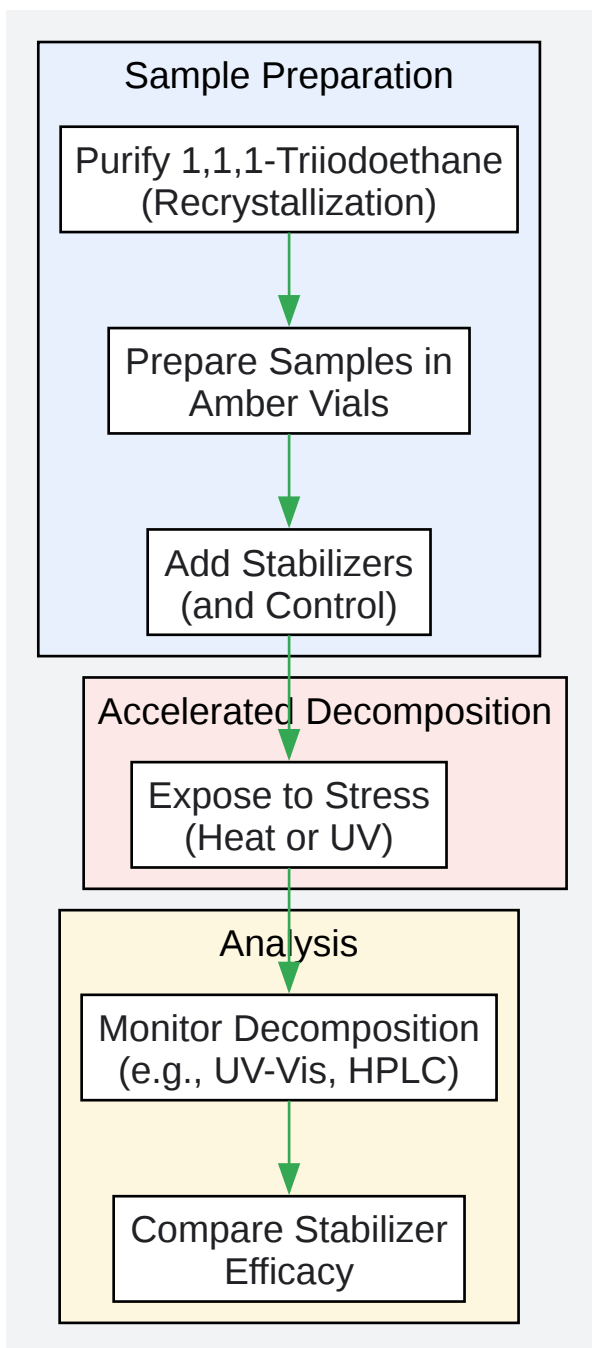 Sample Preparation
Purify 1,1,1-Triiodoethane
(Recrystallization)
Prepare Samples in
Amber Vials
Add Stabilizers
(and Control)
Accelerated Decomposition
Expose to Stress
(Heat or UV)
Analysis
Monitor Decomposition
(e.g., UV-Vis, HPLC)
Compare Stabilizer
Efficacy